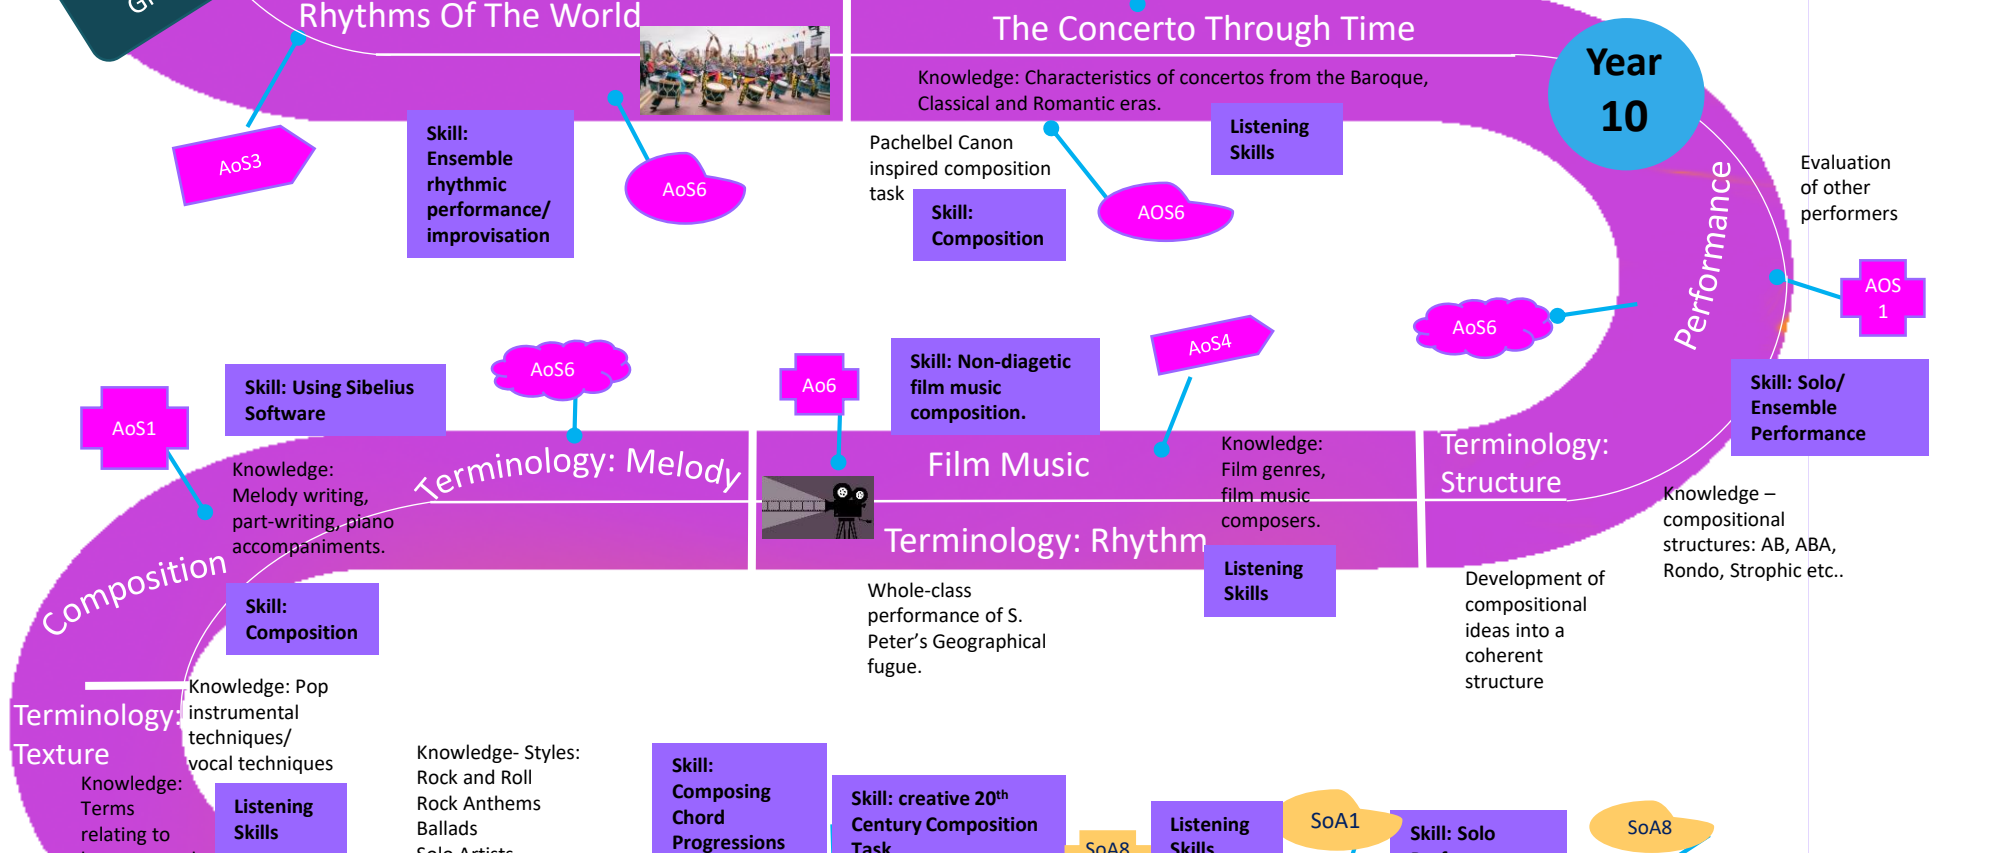 Rhythms Of The World
The Concerto Through Time
Year
10
Knowledge: Characteristics of concertos from the Baroque,
Classical and Romantic eras.
Listening
Skills
Skill:
Ensemble
rhythmic
performance/
improvisation
AoS3
AoS6
Pachelbel Canon
inspired composition
task
Skill:
Composition
AOS6
Performance
Evaluation
of other
performers
AOS
1
AoS6
Skill: Solo/
Ensemble
Performance
AoS1
Skill: Using Sibelius
Software
AoS6
Ao6
Skill: Non-diagetic
film music
composition.
AoS4
Knowledge:
Melody writing,
part-writing, piano
accompaniments.
Terminology: Melody
Film Music
Knowledge:
Film genres,
film music
composers.
Terminology:
Structure
Terminology: Rhythm
Listening
Skills
Knowledge –
compositional
structures: AB, ABA,
Rondo, Strophic etc..
Composition
Skill:
Composition
Whole-class
performance of S.
Peter’s Geographical
fugue.
Development of
compositional
ideas into a
coherent
structure
Knowledge: Pop
instrumental
techniques/
vocal techniques
Terminology:
Texture
Knowledge:
Terms
relating to
Listening
Skills
Knowledge- Styles:
Rock and Roll
Rock Anthems
Ballads
Solo Artists
Skill:
Composing
Chord
Progressions
Skill: creative 20th
Century Composition
Task
SoA8
Listening
Skills
SoA1
Skill: Solo
SoA8